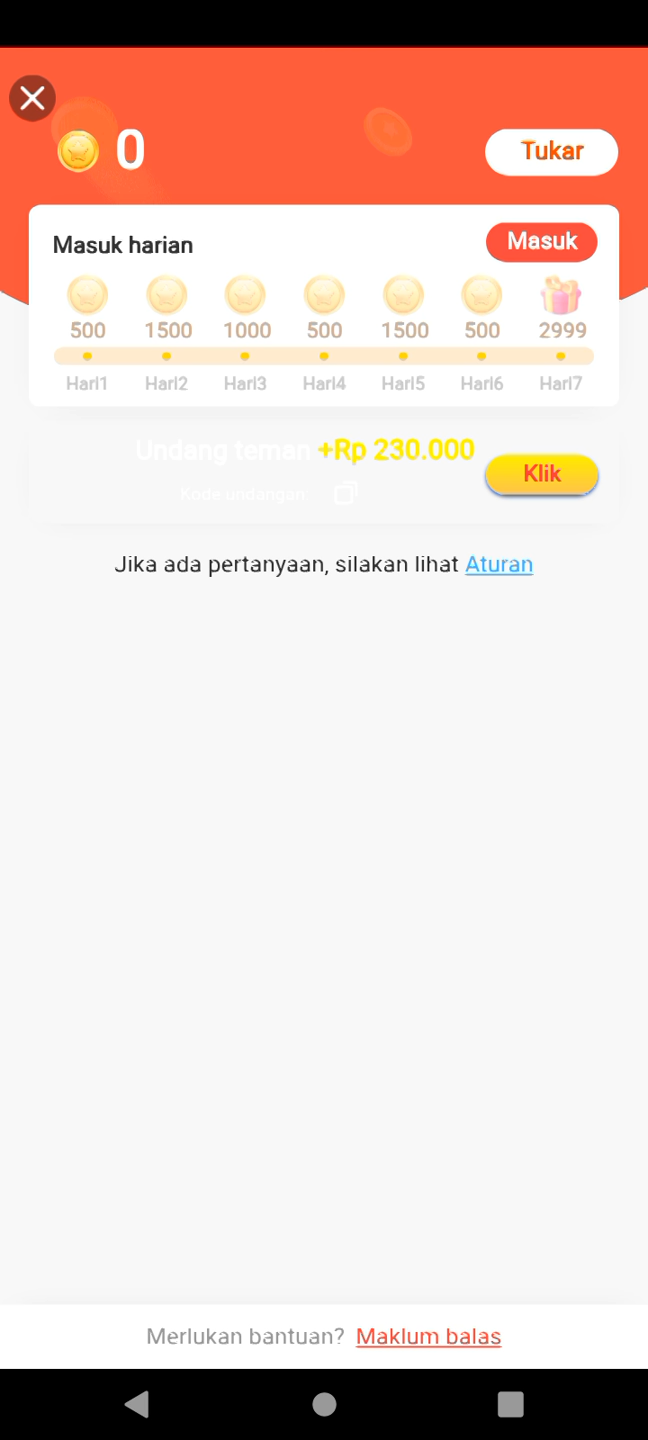 0
Tukar
Masuk harian
Masuk
500 1500 1000 500 1500 500 2999
Hari1 Hari2 Hari3 Hari4 Hari5 Hari6 Hari7
Undang teman +Rp 230.000
Klik
Kode undangan
Jika ada pertanyaan, silakan lihat Aturan
Merlukan bantuan? Maklum balas